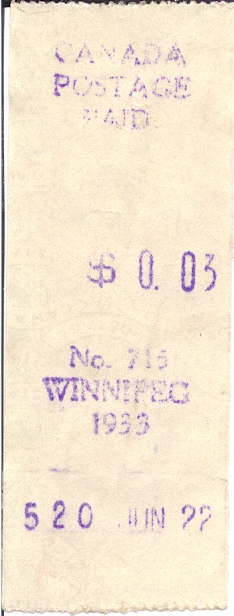 CANADA
POSTAGE
PAID.
$ 0. 03
No. 715
WINNIPEG
1933
520 JUN 22